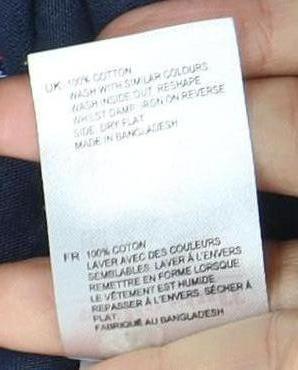 UK 100% COTTON
WASH WITH SIMILAR COLOURS
WASH INSIDE OUT. RESHAPE
WHILST DAMP. IRON ON REVERSE
SIDE. DRY FLAT.
MADE IN BANGLADESH
FR 100% COTON
LAVER AVEC DES COULEURS
SEMBLABLES. LAVER À L'ENVERS
REMETTRE EN FORME LORSQUE
LE VÊTEMENT EST HUMIDE.
REPASSER À L'ENVERS. SÉCHER À
PLAT.
FABRIQUÉ AU BANGLADESH